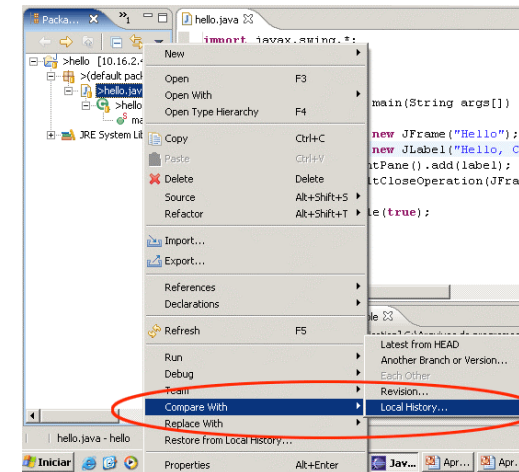 Packa...
1
hello.java
>hello [10.16.2.4
>(default pack
>hello.jav
>hello
ma
JRE System Lib
import javax.swing.*;
main(String args[])
new JFrame("Hello");
new JLabel("Hello, C
ntPane().add(label);
ltCloseOperation(JFra
le(true);
New
Open F3
Open With
Open Type Hierarchy F4
Copy Ctrl+C
Paste Ctrl+V
Delete Delete
Source Alt+Shift+S
Refactor Alt+Shift+T
Import...
Export...
References
Declarations
Refresh F5
Run
Debug
Team
Compare With
Replace With
Restore from Local History...
Properties Alt+Enter
Latest from HEAD
Another Branch or Version...
Each Other
Revision...
Local History...
hello.java - hello
Iniciar
Jav...
Apr...
Apr.